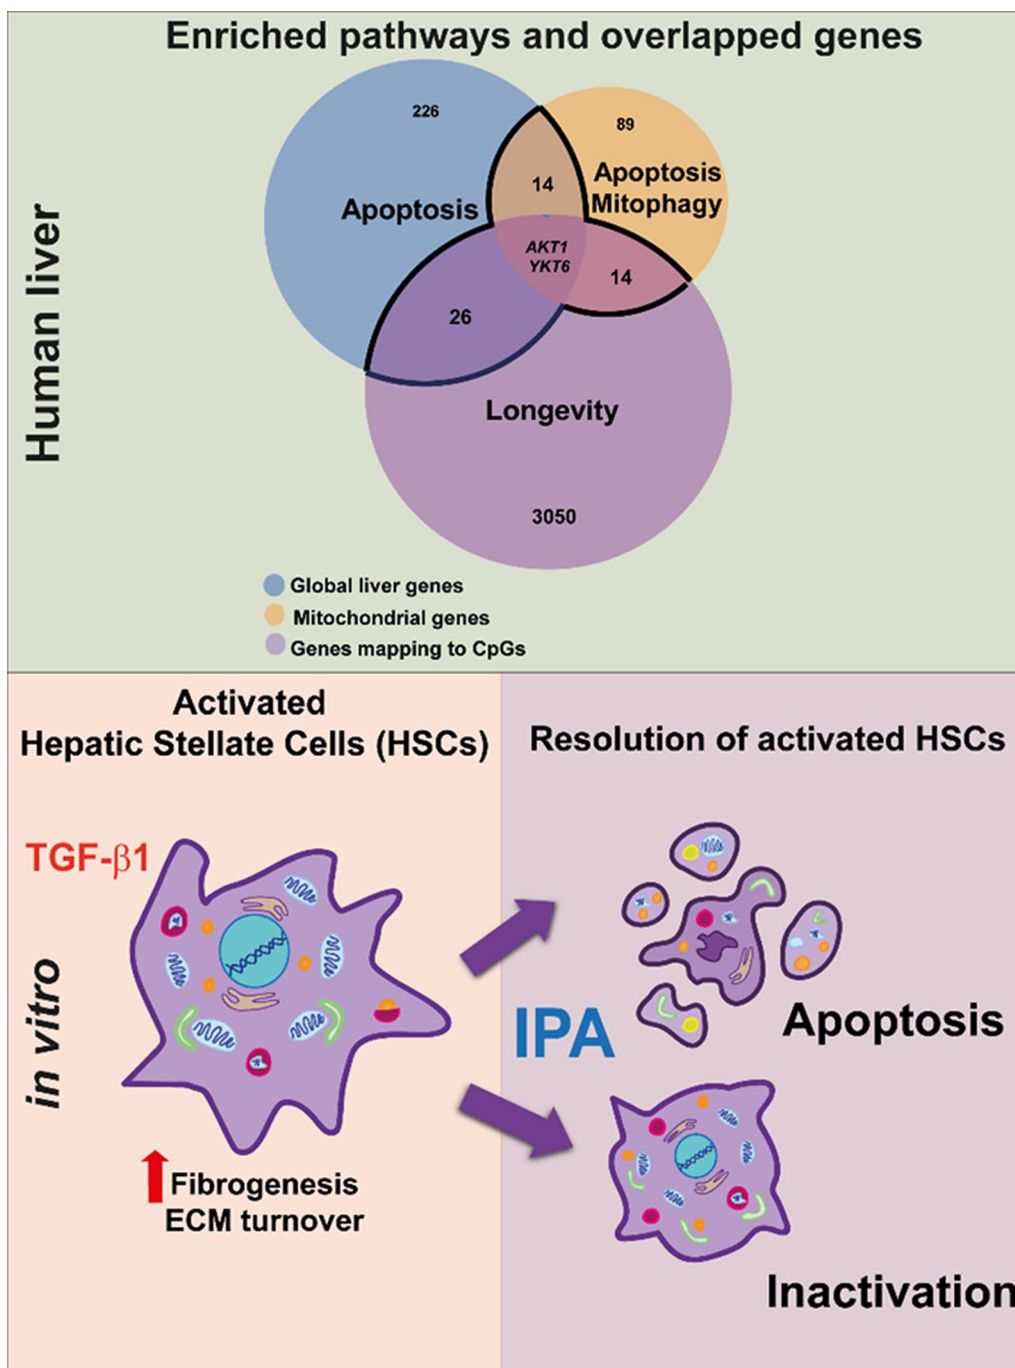 Enriched pathways and overlapped genes
Human liver
226
89
Apoptosis
Mitophagy
14
Apoptosis
AKT1
YKT6
14
26
Longevity
3050
Global liver genes
Mitochondrial genes
Genes mapping to CpGs
Activated
Hepatic Stellate Cells (HSCs)
Resolution of activated HSCs
TGF-β1
in vitro
IPA
Apoptosis
Fibrogenesis
ECM turnover
Inactivation